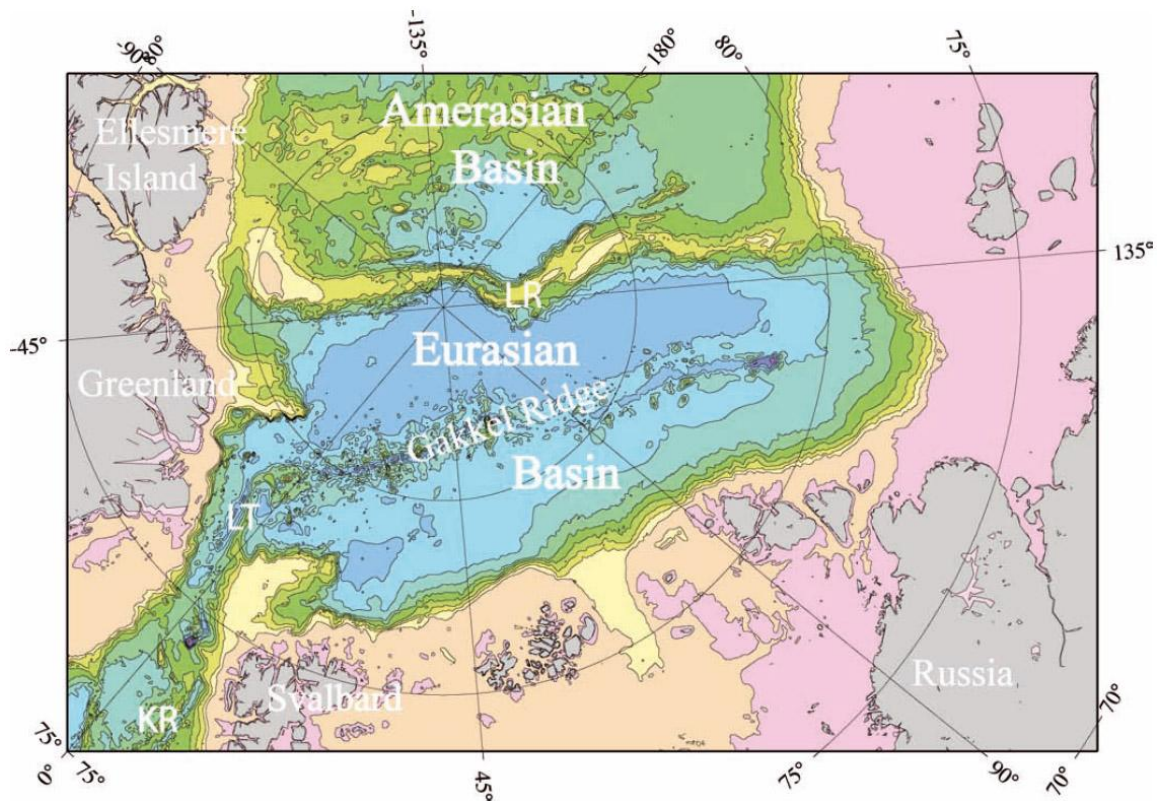 -90°
80°
-135°
180°
80°
75°
Amerasian
Basin
Ellesmere
Island
135°
LR
-45°
Eurasian
Greenland
Gakkel Ridge
Basin
LT
Russia
Svalbard
KR
70°
75°
0°
75°
45°
75°
90°
70°